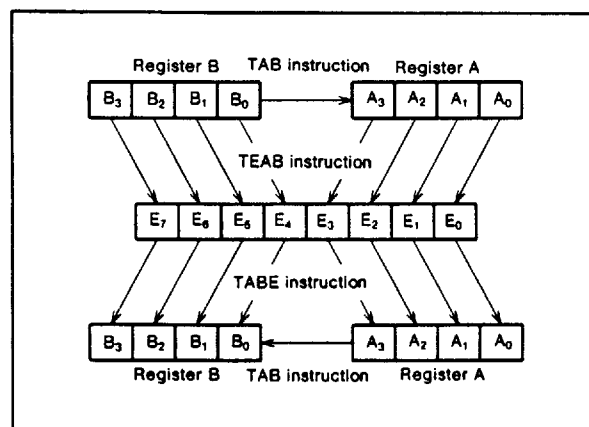 Register B TAB instruction Register A
B₃ B₂ B₁ B₀ A₃ A₂ A₁ A₀
TEAB instruction
E₇ E₆ E₅ E₄ E₃ E₂ E₁ E₀
TABE instruction
B₃ B₂ B₁ B₀ A₃ A₂ A₁ A₀
Register B TAB instruction Register A